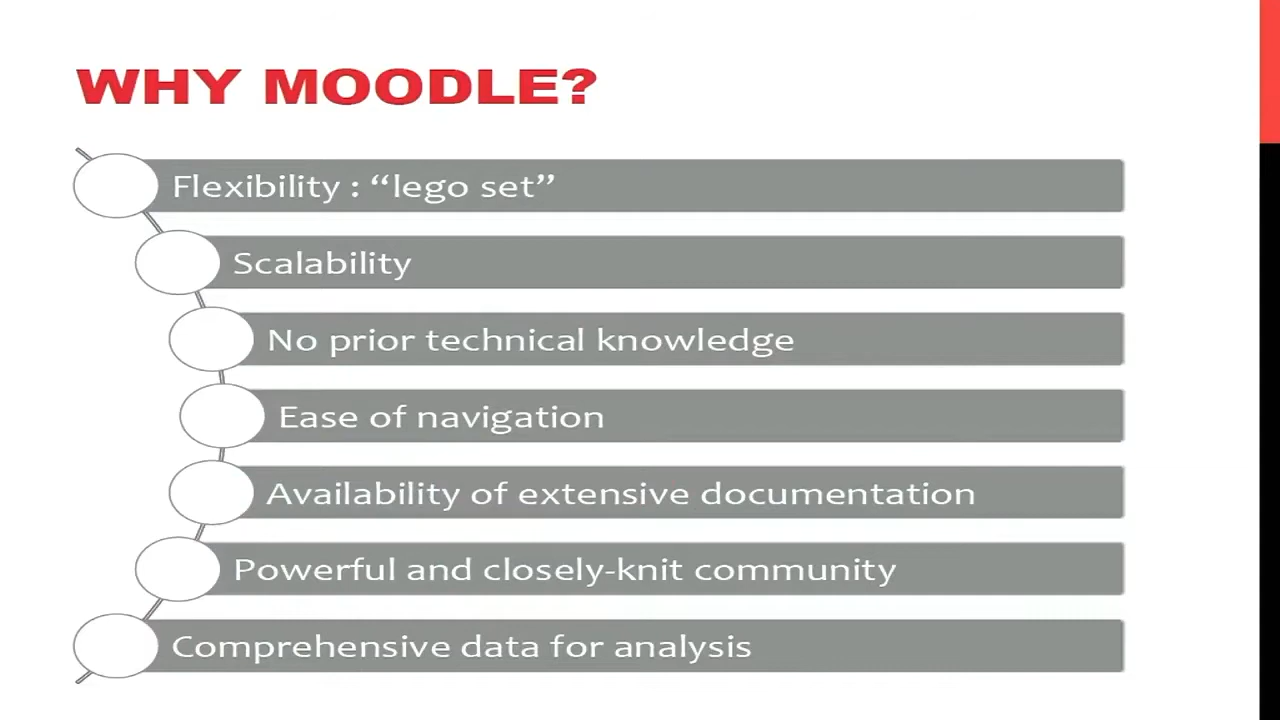 WHY MOODLE?
Flexibility : “lego set”
Scalability
No prior technical knowledge
Ease of navigation
Availability of extensive documentation
Powerful and closely-knit community
Comprehensive data for analysis